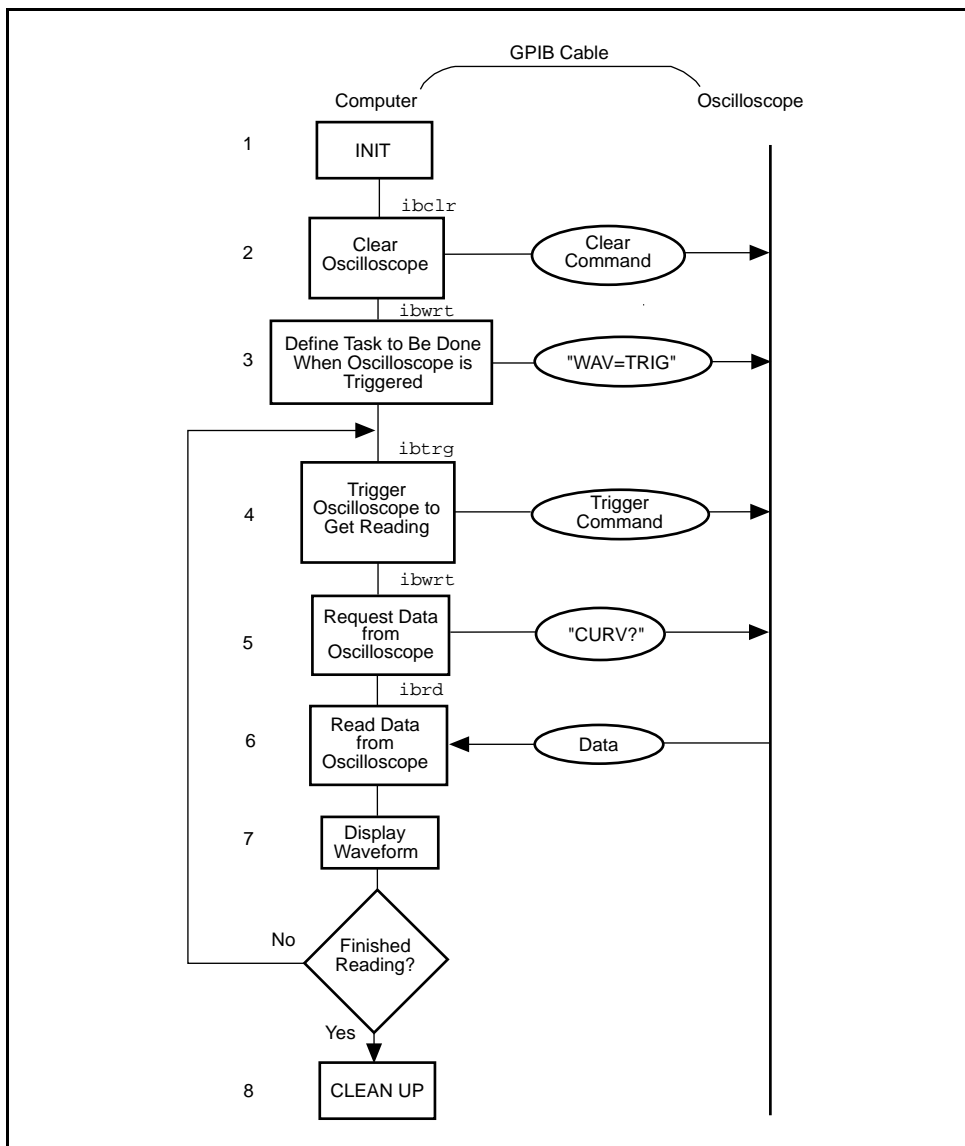 GPIB Cable
Computer
Oscilloscope
1
INIT
ibclr
2
Clear
Oscilloscope
Clear
Command
ibwrt
3
Define Task to Be Done
When Oscilloscope is
Triggered
"WAV=TRIG"
ibtrg
4
Trigger
Oscilloscope to
Get Reading
Trigger
Command
ibwrt
5
Request Data
from
Oscilloscope
"CURV?"
ibrd
6
Read Data
from
Oscilloscope
Data
7
Display
Waveform
No
Finished
Reading?
Yes
8
CLEAN UP